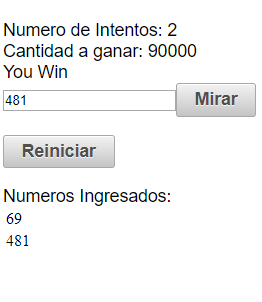 Numero de Intentos: 2
Cantidad a ganar: 90000
You Win
481 Mirar
Reiniciar
Numeros Ingresados:
69
481